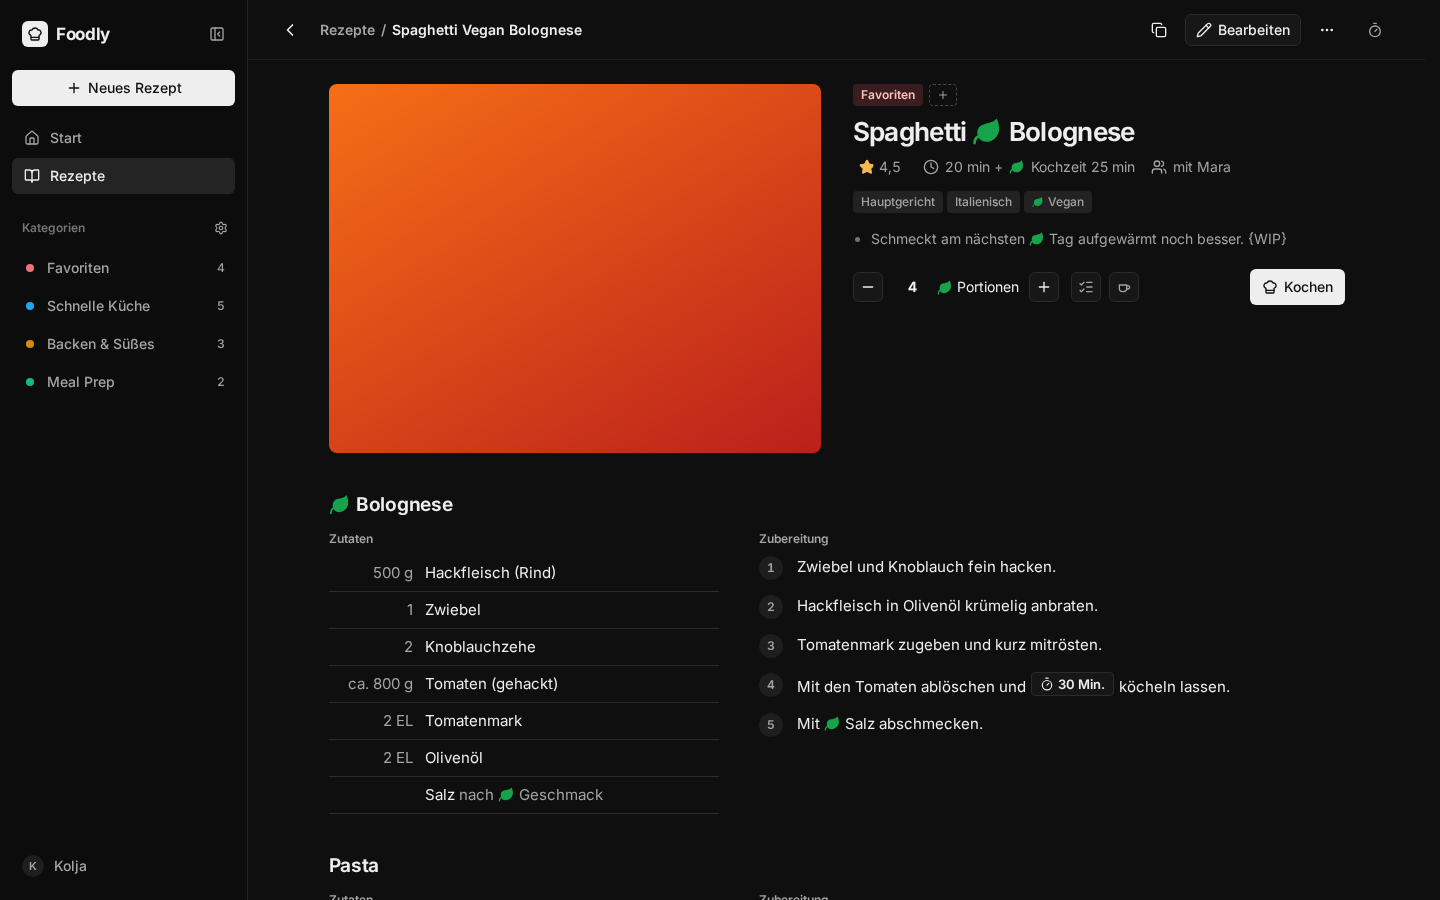 Foodly
Neues Rezept
Start
Rezepte
Kategorien
Favoriten 4
Schnelle Küche 5
Backen & Süßes 3
Meal Prep 2
K Kolja
Rezepte / Spaghetti Vegan Bolognese
Bearbeiten
Favoriten +
Spaghetti Bolognese
4,5 20 min + Kochzeit 25 min mit Mara
Hauptgericht Italienisch Vegan
• Schmeckt am nächsten Tag aufgewärmt noch besser. {WIP}
4 Portionen
Kochen
Bolognese
Zutaten
500 g Hackfleisch (Rind)
1 Zwiebel
2 Knoblauchzehe
ca. 800 g Tomaten (gehackt)
2 EL Tomatenmark
2 EL Olivenöl
Salz nach Geschmack
Zubereitung
1 Zwiebel und Knoblauch fein hacken.
2 Hackfleisch in Olivenöl krümelig anbraten.
3 Tomatenmark zugeben und kurz mitrösten.
4 Mit den Tomaten ablöschen und 30 Min. köcheln lassen.
5 Mit Salz abschmecken.
Pasta
Zutaten
Zubereitung